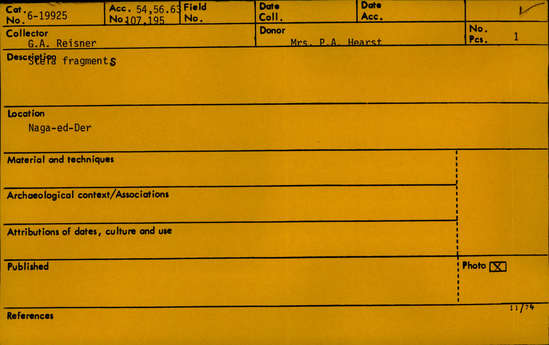 Cat. No. 6-19925 Acc. No. 54,56.63 107,195 Field No. Date Coll. Date Acc.
Collector G.A. Reisner Donor Mrs. P.A. Hearst No. Pcs. 1
Description Stela fragments
Location
Naga-ed-Der
Material and techniques
Archaeological context/Associations
Attributions of dates, culture and use
Published Photo X
11/74
References